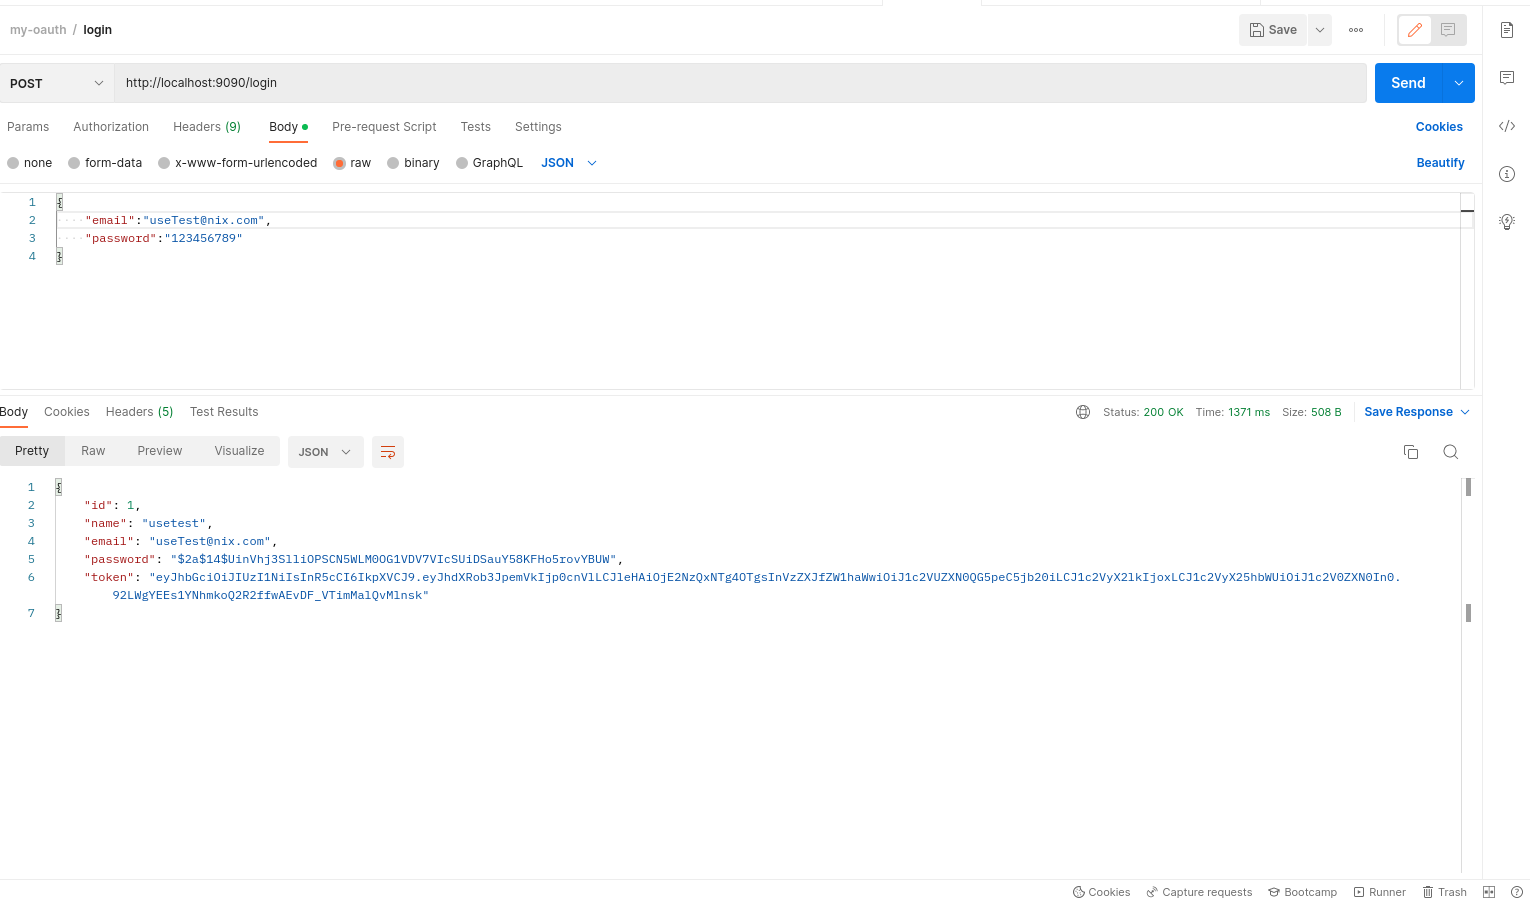 my-oauth / login
Save
POST http://localhost:9090/login Send
Params Authorization Headers (9) Body Pre-request Script Tests Settings Cookies
none form-data x-www-form-urlencoded raw binary GraphQL JSON Beautify
1 {
2 "email":"useTest@nix.com",
3 "password":"123456789"
4 }
Body Cookies Headers (5) Test Results Status: 200 OK Time: 1371 ms Size: 508 B Save Response
Pretty Raw Preview Visualize JSON
1 {
2 "id": 1,
3 "name": "usetest",
4 "email": "useTest@nix.com",
5 "password": "$2a$14$UinVhj3SlliOPSCN5WLM0OG1VDV7VIcSUiDSauY58KFHo5rovYBUW",
6 "token": "eyJhbGciOiJIUzI1NiIsInR5cCI6IkpXVCJ9.eyJhdXRob3JpemVkIjp0cnVlLCJleHAiOjE2NzQxNTg4OTgsInVzZXJfZW1haWwiOiJ1c2VUZXN0QG5peC5jb20iLCJ1c2VyX2lkIjoxLCJ1c2VyX25hbWUiOiJ1c2V0ZXN0In0.
92LWgYEEs1YNhmkoQ2R2ffwAEvDF_VTimMalQvMlnsk"
7 }
Cookies Capture requests Bootcamp Runner Trash